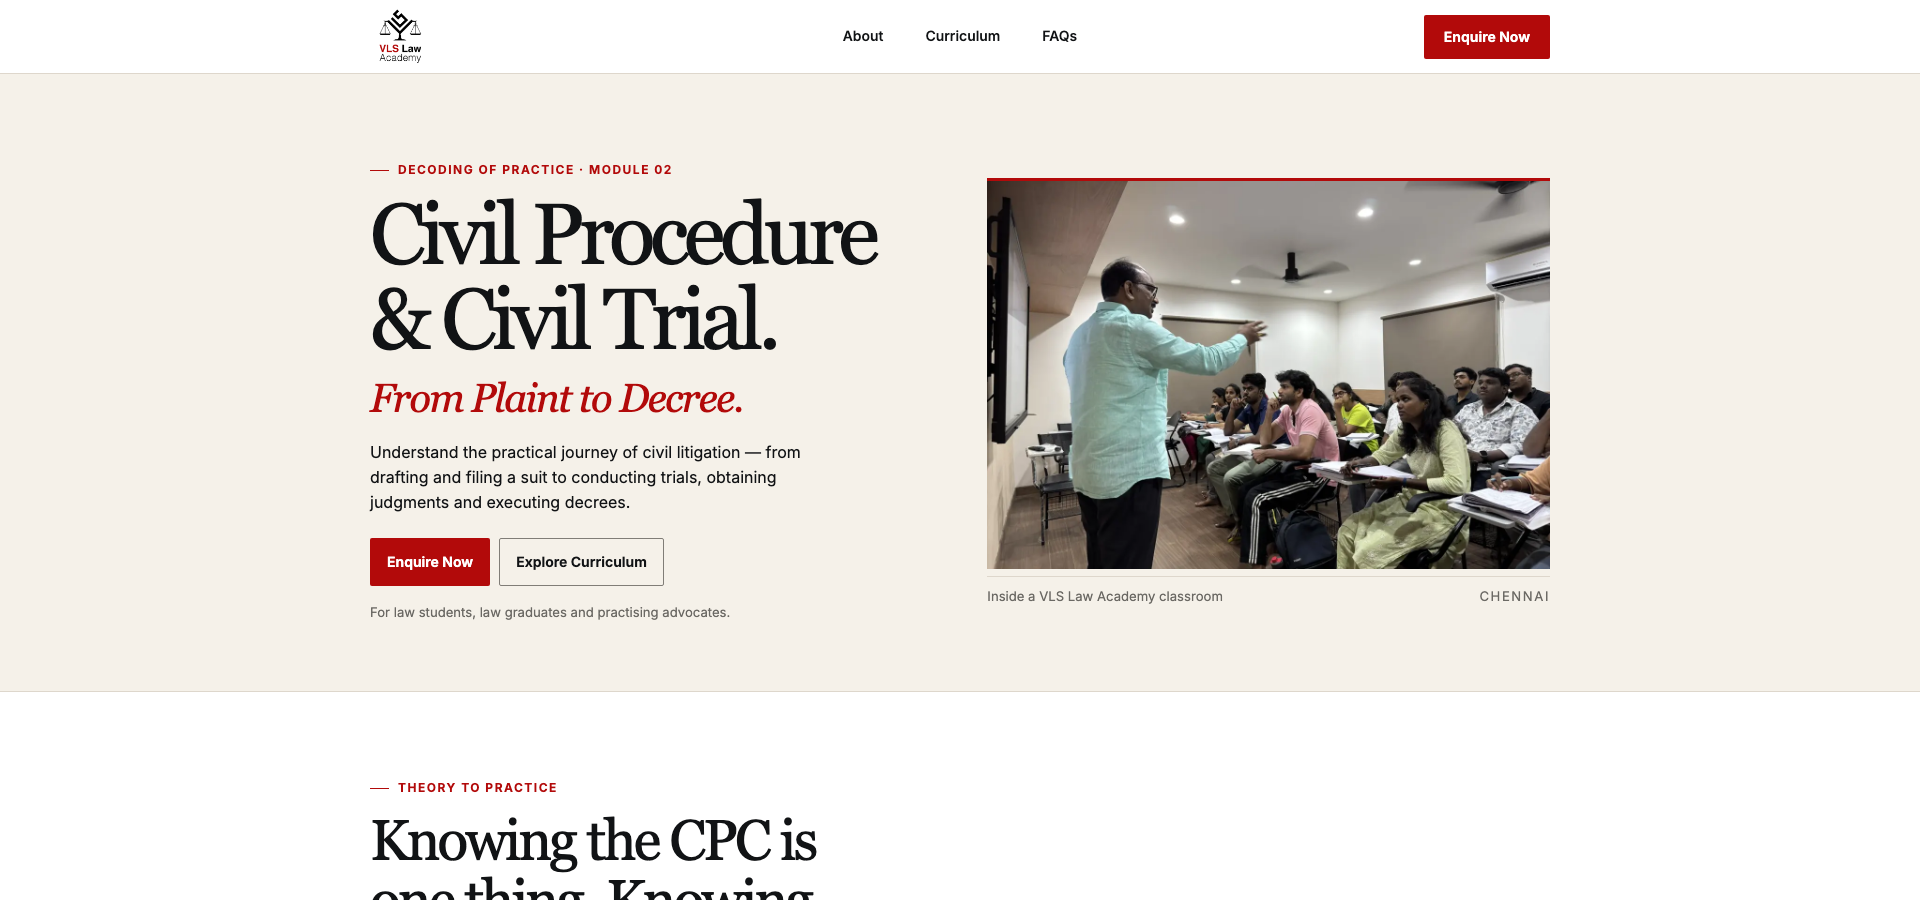 VLS Law
Academy
About
Curriculum
FAQs
Enquire Now
DECODING OF PRACTICE · MODULE 02
Civil Procedure
& Civil Trial.
From Plaint to Decree.
Understand the practical journey of civil litigation — from
drafting and filing a suit to conducting trials, obtaining
judgments and executing decrees.
Enquire Now
Explore Curriculum
For law students, law graduates and practising advocates.
Inside a VLS Law Academy classroom
CHENNAI
THEORY TO PRACTICE
Knowing the CPC is
one thing. Knowing